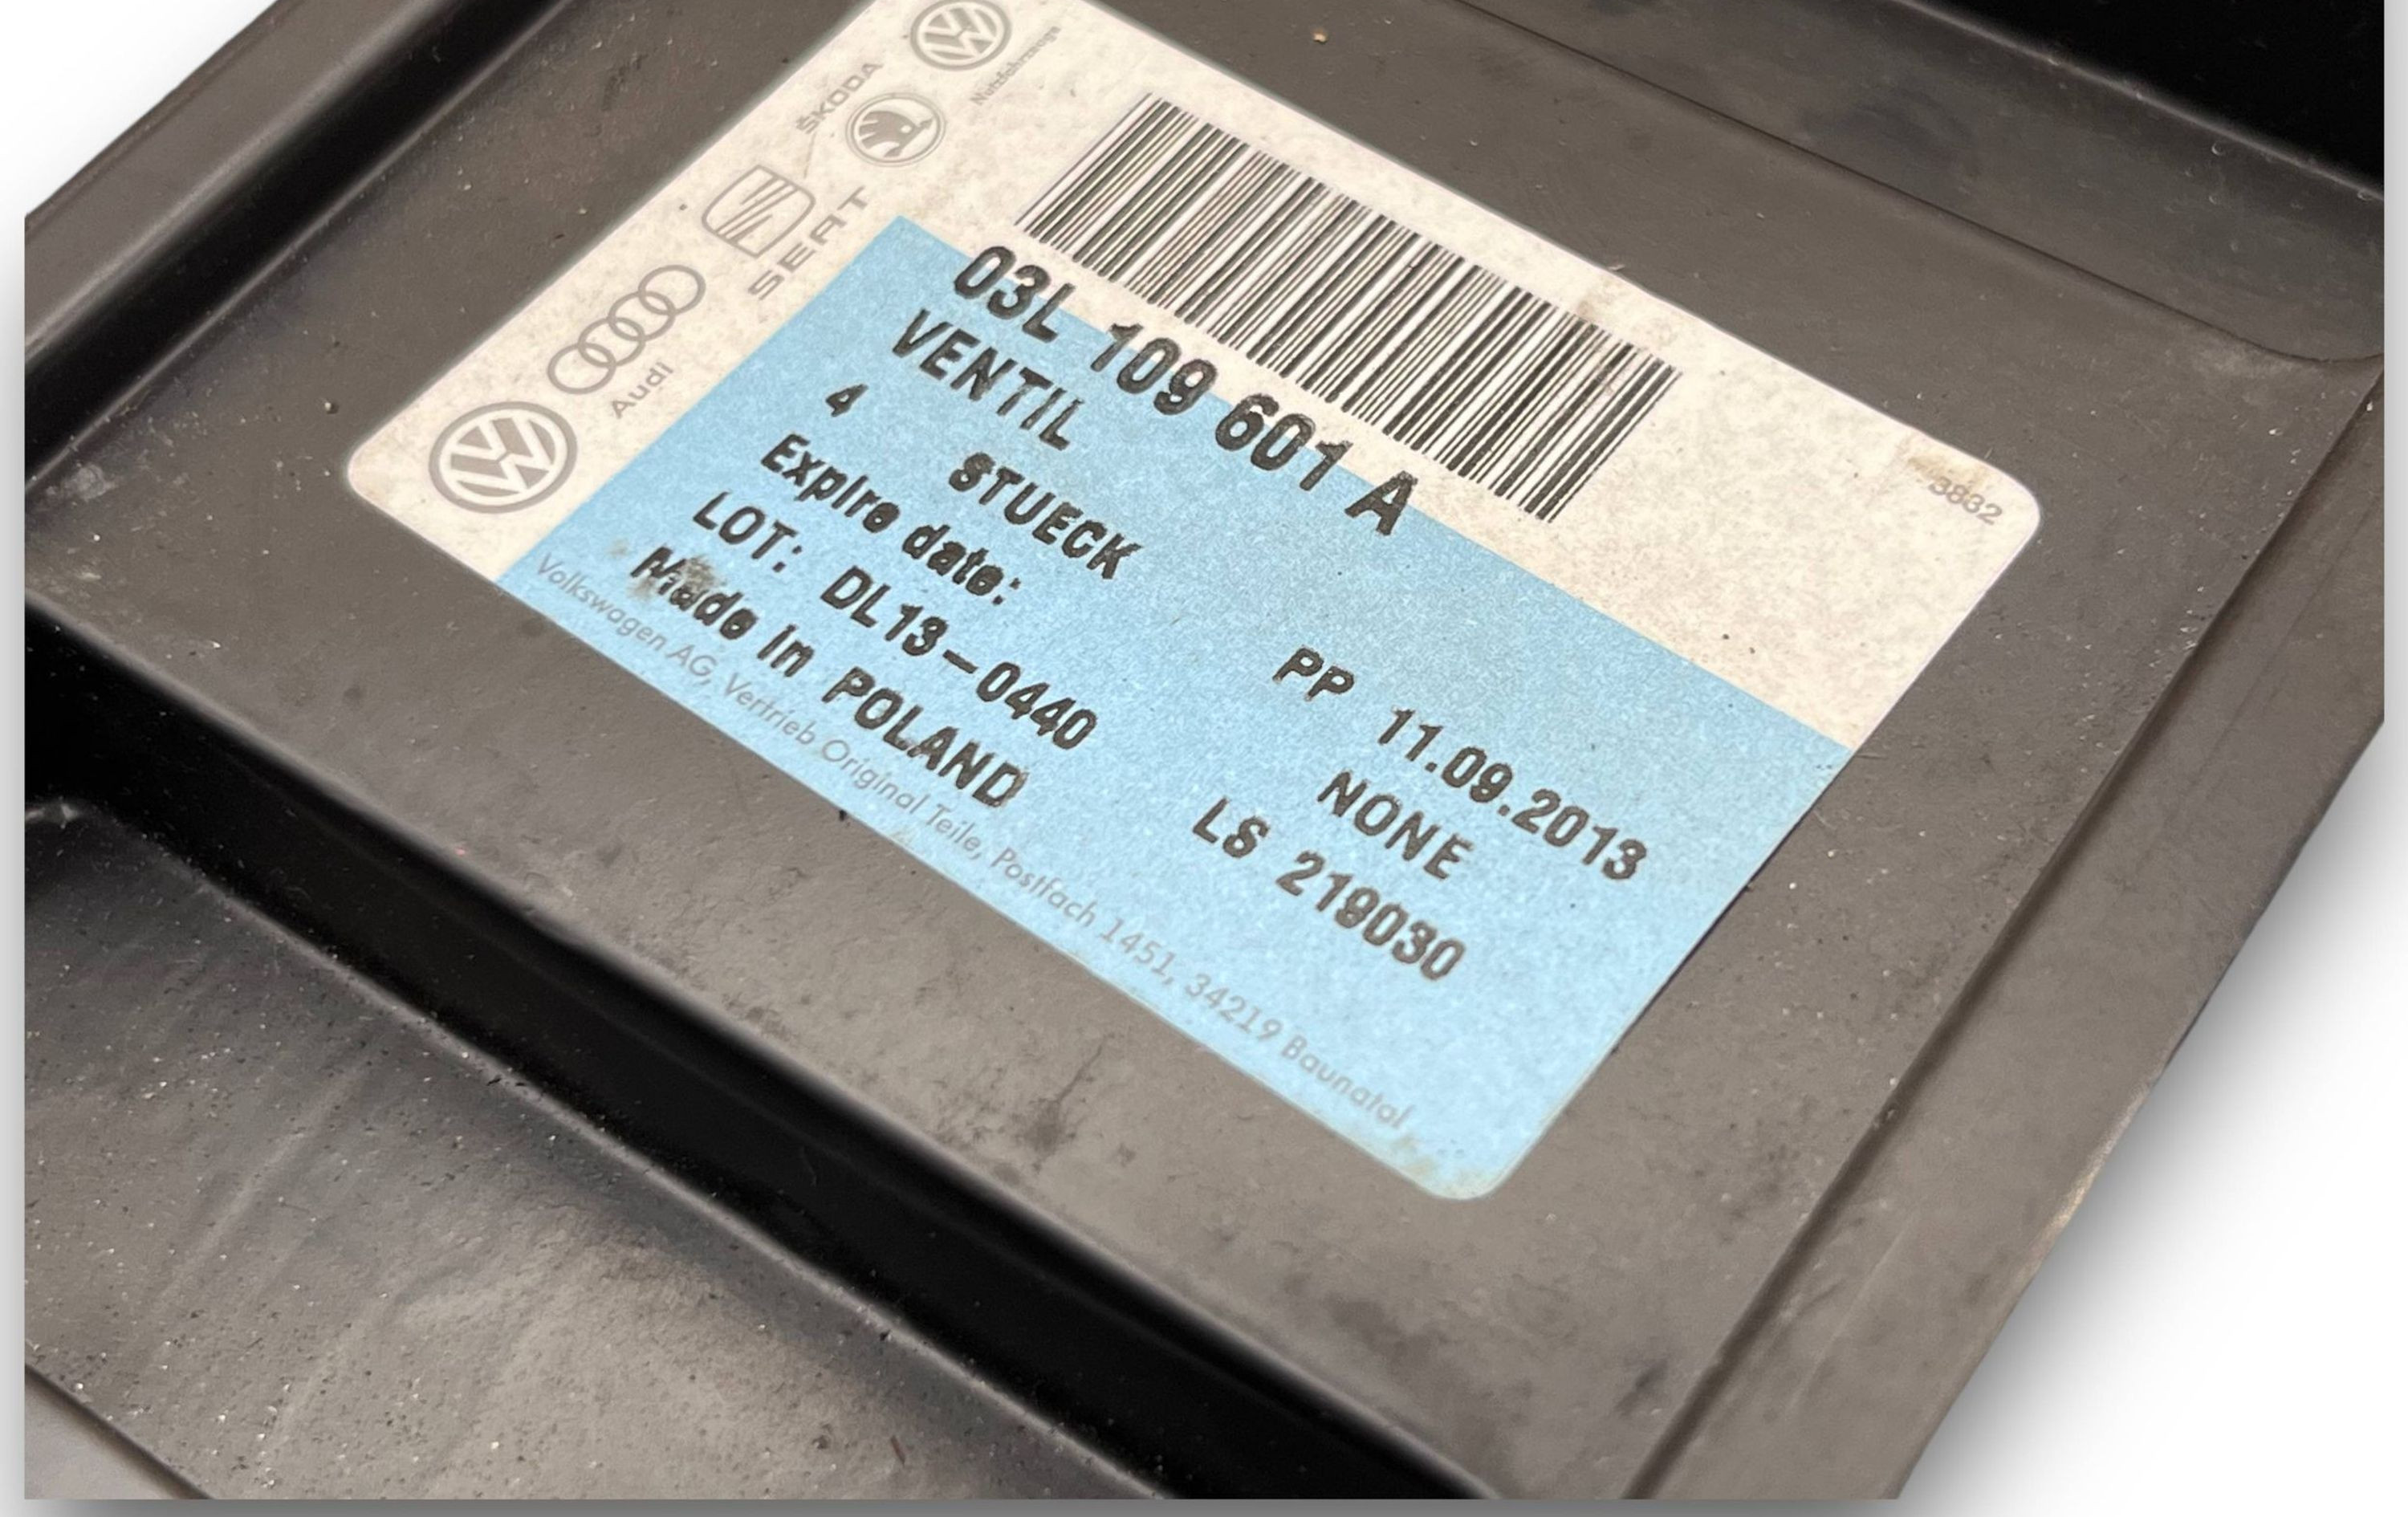 Nutzfahrzeuge
ŠKODA
SEAT
Audi
3832
03L 109 601 A
VENTIL
4 STUECK PP 11.09.2013
Expire date: NONE
LOT: DL13-0440 LS 219030
Made in POLAND
Volkswagen AG, Vertrieb Original Teile, Postfach 1451, 34219 Baunatal